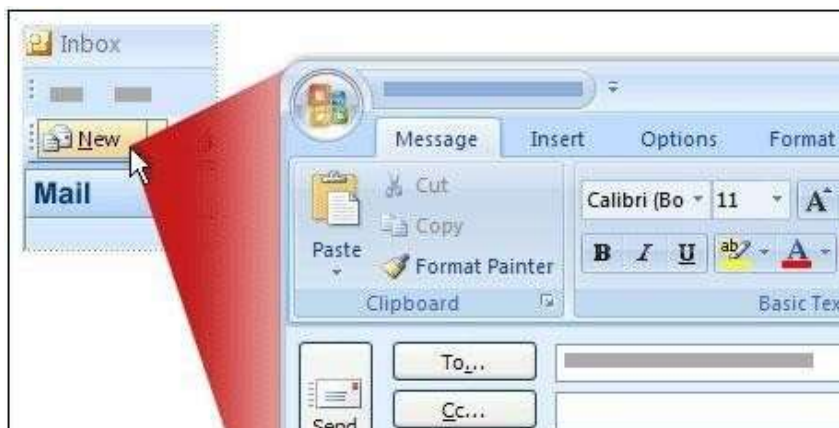 Inbox
New
Mail
Message Insert Options Format
Paste
Cut
Copy
Format Painter
Clipboard
Calibri (Bo 11 A
B I U ab A
Basic Tex
Send
To...
Cc...